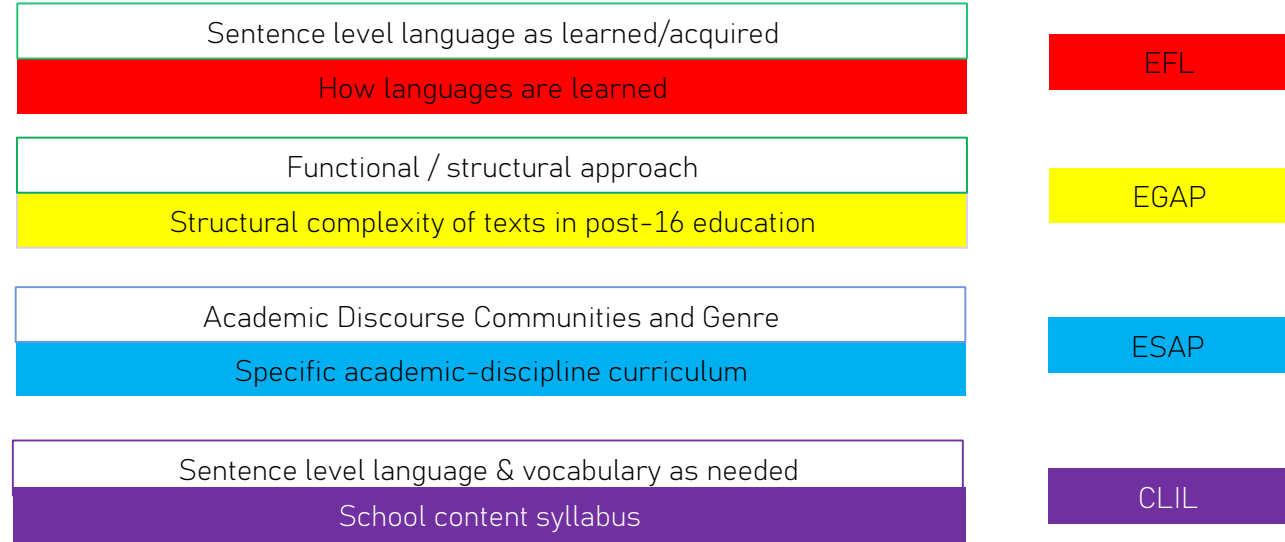 Sentence level language as learned/acquired
How languages are learned
EFL
Functional / structural approach
Structural complexity of texts in post-16 education
EGAP
Academic Discourse Communities and Genre
Specific academic-discipline curriculum
ESAP
Sentence level language & vocabulary as needed
School content syllabus
CLIL